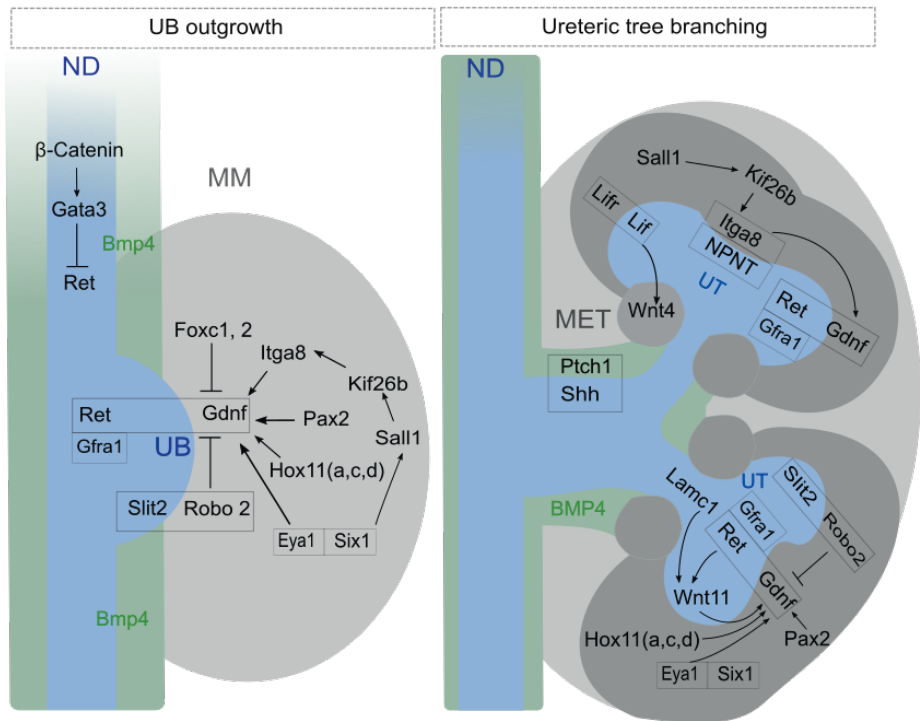 UB outgrowth
ND
β-Catenin
Gata3
Ret
Bmp4
MM
Foxc1, 2
Itga8
Kif26b
Ret
Gdnf
Pax2
Sall1
Gfra1
UB
Hox11(a,c,d)
Slit2
Robo 2
Eya1
Six1
Bmp4
Ureteric tree branching
ND
Sall1
Kif26b
Lifr
Lif
Itga8
NPNT
UT
Ret
Gdnf
Gfra1
MET
Wnt4
Ptch1
Shh
UT
Slit2
Lamc1
BMP4
Gfra1
Robo2
Ret
Gdnf
Wnt11
Hox11(a,c,d)
Pax2
Eya1
Six1